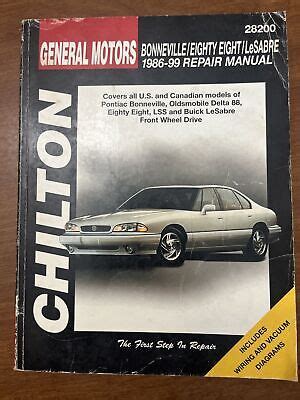 28200
GENERAL MOTORS
BONNEVILLE/EIGHTY EIGHT/LeSABRE
1986-99 REPAIR MANUAL
Covers all U.S. and Canadian models of
Pontiac Bonneville, Oldsmobile Delta 88,
Eighty Eight, LSS and Buick LeSabre
Front Wheel Drive
CHILTON
The First Step In Repair
INCLUDES
WIRING AND VACUUM
DIAGRAMS